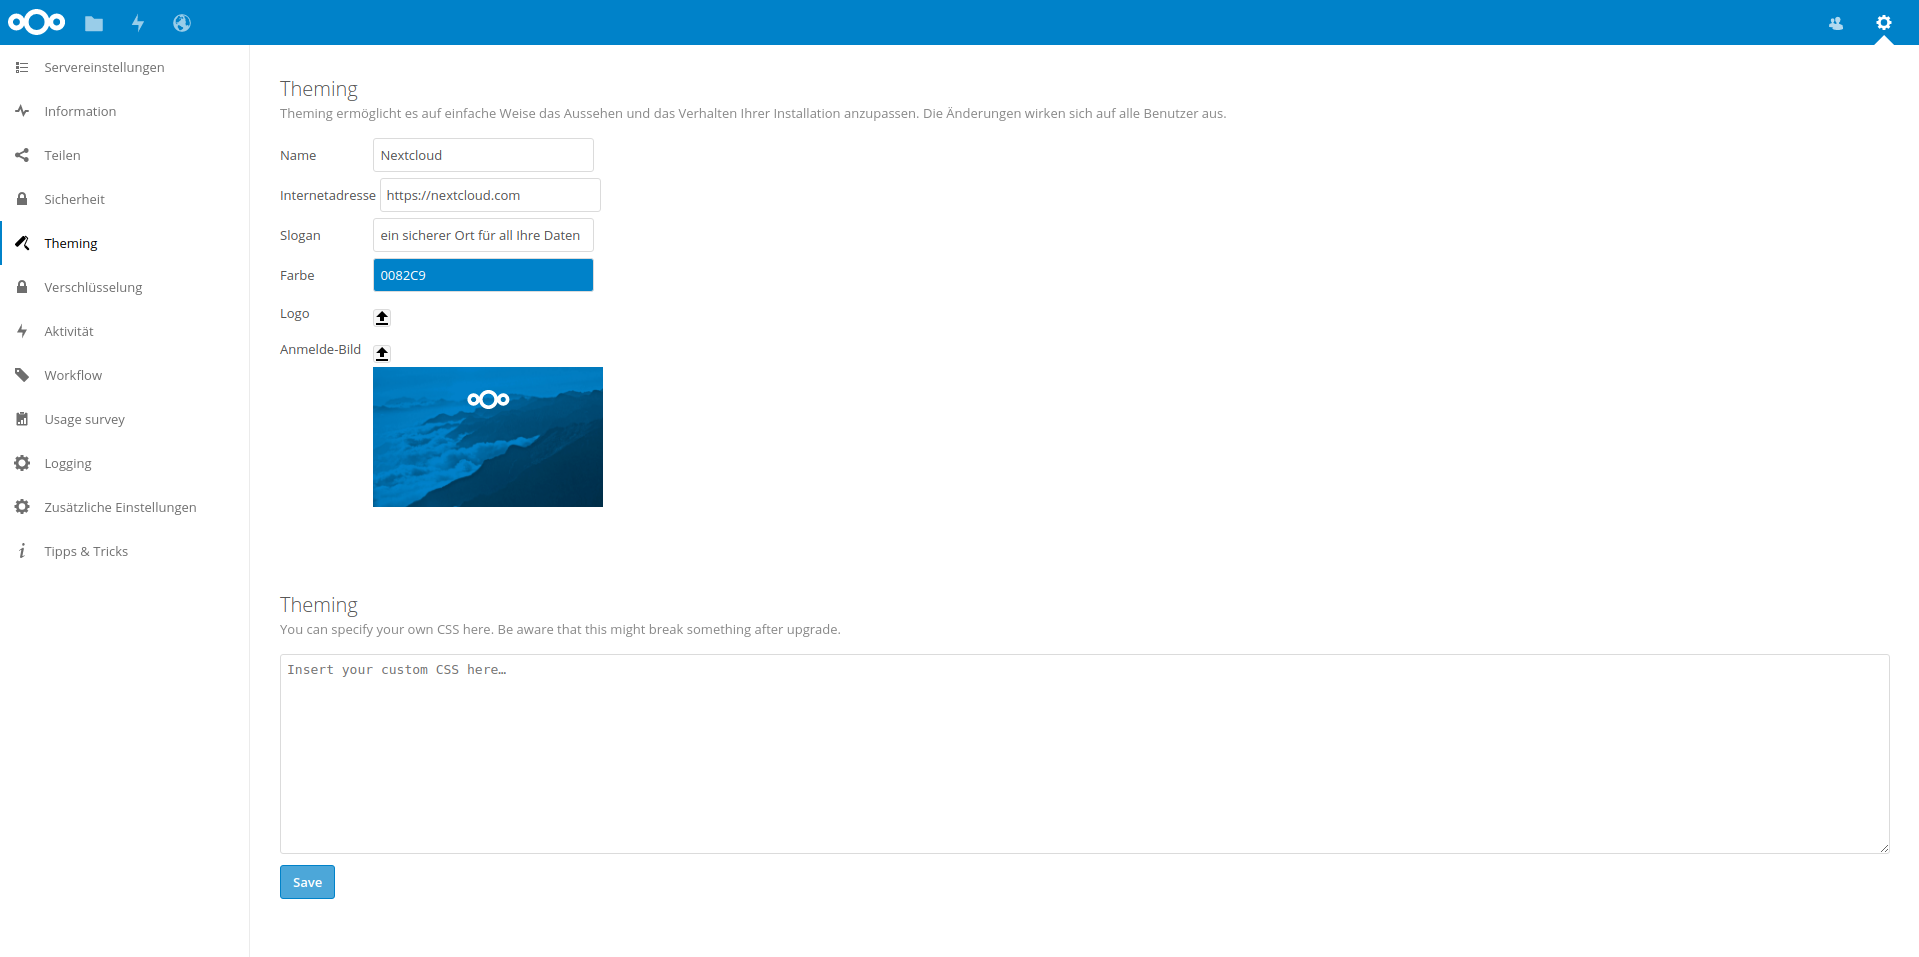 Servereinstellungen
Information
Teilen
Sicherheit
Theming
Verschlüsselung
Aktivität
Workflow
Usage survey
Logging
Zusätzliche Einstellungen
Tipps & Tricks
Theming
Theming ermöglicht es auf einfache Weise das Aussehen und das Verhalten Ihrer Installation anzupassen. Die Änderungen wirken sich auf alle Benutzer aus.
Name Nextcloud
Internetadresse https://nextcloud.com
Slogan ein sicherer Ort für all Ihre Daten
Farbe 0082C9
Logo
Anmelde-Bild
Theming
You can specify your own CSS here. Be aware that this might break something after upgrade.
Insert your custom CSS here…
Save